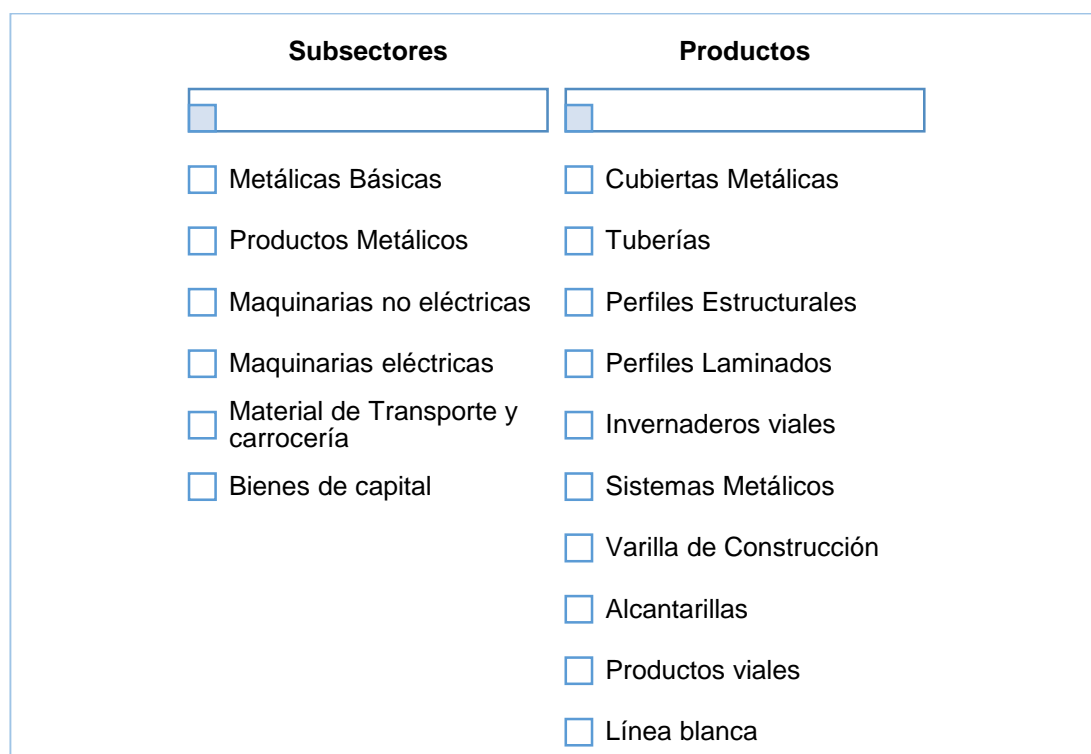 Subsectores
Metálicas Básicas
Productos Metálicos
Maquinarias no eléctricas
Maquinarias eléctricas
Material de Transporte y
carrocería
Bienes de capital
Productos
Cubiertas Metálicas
Tuberías
Perfiles Estructurales
Perfiles Laminados
Invernaderos viales
Sistemas Metálicos
Varilla de Construcción
Alcantarillas
Productos viales
Línea blanca